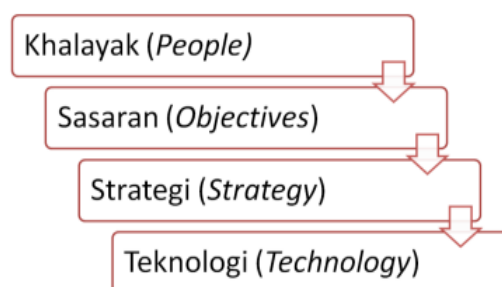 Khalayak (People)
Sasaran (Objectives)
Strategi (Strategy)
Teknologi (Technology)